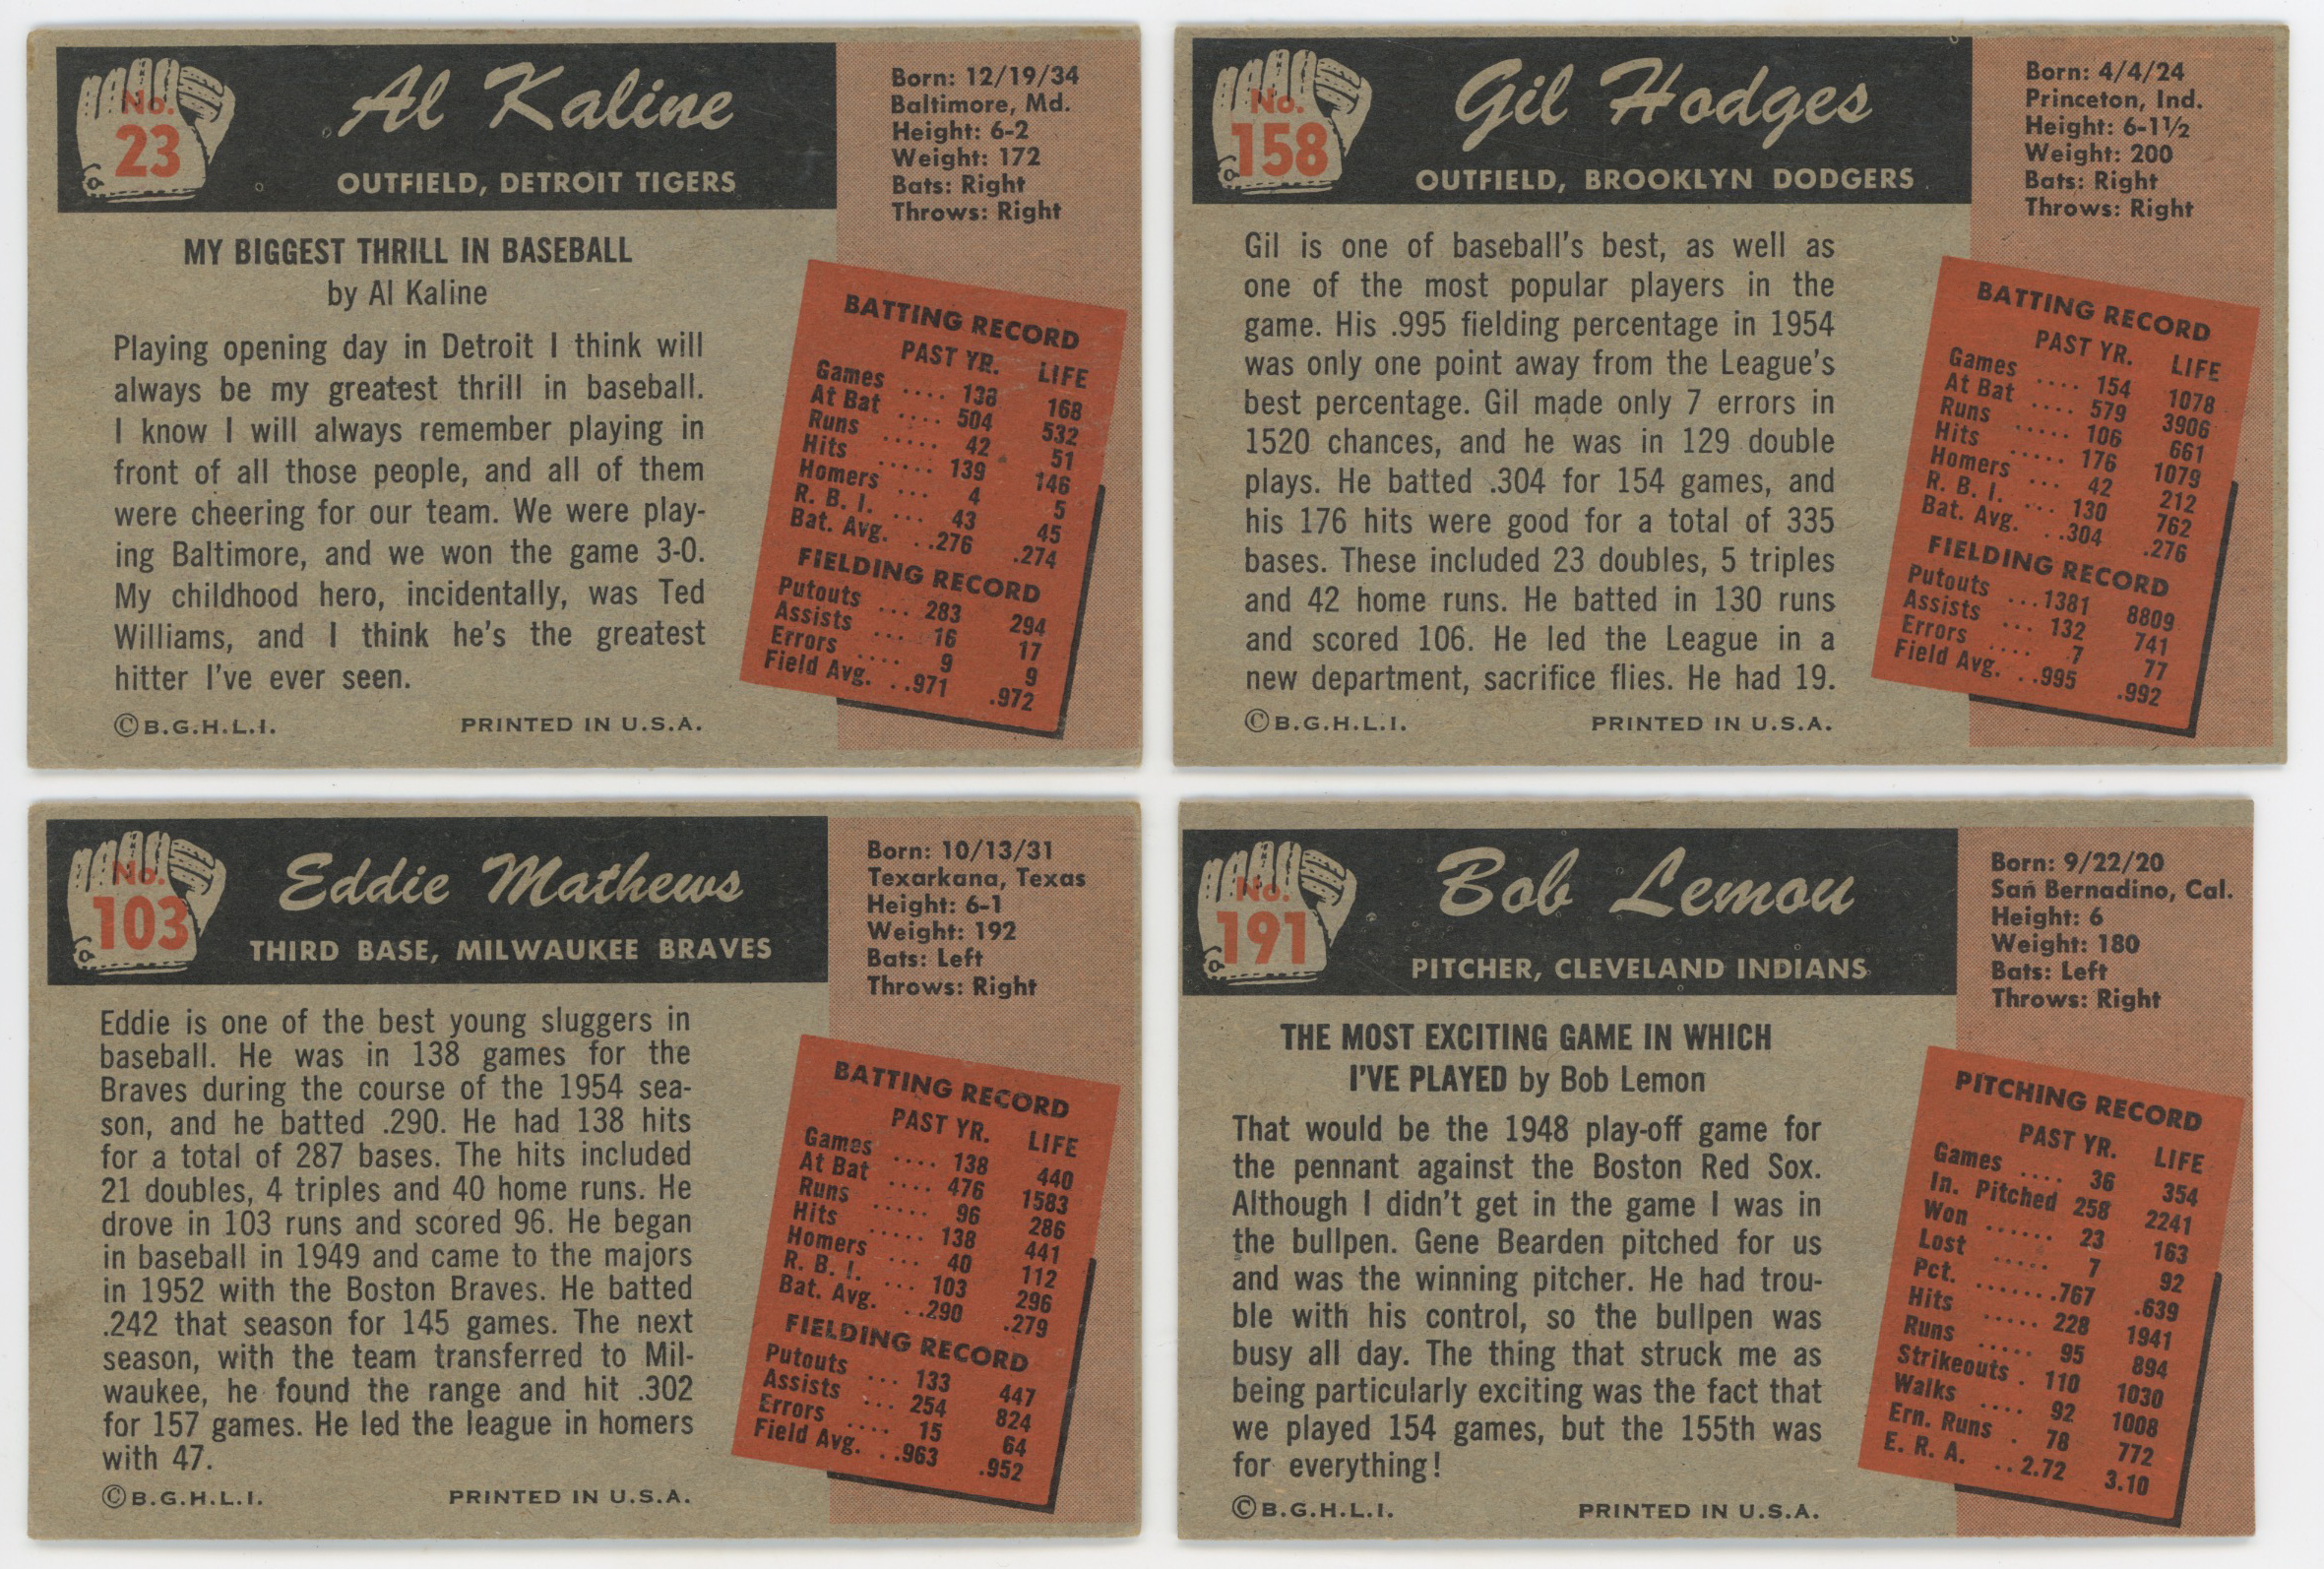 No.
23
Al Kaline
OUTFIELD, DETROIT TIGERS
Born: 12/19/34
Baltimore, Md.
Height: 6-2
Weight: 172
Bats: Right
Throws: Right
MY BIGGEST THRILL IN BASEBALL
by Al Kaline
Playing opening day in Detroit I think will
always be my greatest thrill in baseball.
I know I will always remember playing in
front of all those people, and all of them
were cheering for our team. We were play-
ing Baltimore, and we won the game 3-0.
My childhood hero, incidentally, was Ted
Williams, and I think he's the greatest
hitter I've ever seen.
©B.G.H.L.I. PRINTED IN U.S.A.
BATTING RECORD
PAST YR. LIFE
Games .... 138 168
At Bat .... 504 532
Runs ..... 42 51
Hits ..... 139 146
Homers ... 4 5
R. B. I. ... 43 45
Bat. Avg. ..276 .274
FIELDING RECORD
Putouts ... 283 294
Assists ... 16 17
Errors .... 9 9
Field Avg. ..971 .972
No.
158
Gil Hodges
OUTFIELD, BROOKLYN DODGERS
Born: 4/4/24
Princeton, Ind.
Height: 6-1½
Weight: 200
Bats: Right
Throws: Right
Gil is one of baseball's best, as well as
one of the most popular players in the
game. His .995 fielding percentage in 1954
was only one point away from the League's
best percentage. Gil made only 7 errors in
1520 chances, and he was in 129 double
plays. He batted .304 for 154 games, and
his 176 hits were good for a total of 335
bases. These included 23 doubles, 5 triples
and 42 home runs. He batted in 130 runs
and scored 106. He led the League in a
new department, sacrifice flies. He had 19.
©B.G.H.L.I. PRINTED IN U.S.A.
BATTING RECORD
PAST YR. LIFE
Games .... 154 1078
At Bat .... 579 3906
Runs ..... 106 661
Hits ..... 176 1079
Homers ... 42 212
R. B. I. ... 130 762
Bat. Avg. ..304 .276
FIELDING RECORD
Putouts ...1381 8809
Assists ... 132 741
Errors .... 7 77
Field Avg. ..995 .992
No.
103
Eddie Mathews
THIRD BASE, MILWAUKEE BRAVES
Born: 10/13/31
Texarkana, Texas
Height: 6-1
Weight: 192
Bats: Left
Throws: Right
Eddie is one of the best young sluggers in
baseball. He was in 138 games for the
Braves during the course of the 1954 sea-
son, and he batted .290. He had 138 hits
for a total of 287 bases. The hits included
21 doubles, 4 triples and 40 home runs. He
drove in 103 runs and scored 96. He began
in baseball in 1949 and came to the majors
in 1952 with the Boston Braves. He batted
.242 that season for 145 games. The next
season, with the team transferred to Mil-
waukee, he found the range and hit .302
for 157 games. He led the league in homers
with 47.
©B.G.H.L.I. PRINTED IN U.S.A.
BATTING RECORD
PAST YR. LIFE
Games .... 138 440
At Bat .... 476 1583
Runs ..... 96 286
Hits ..... 138 441
Homers ... 40 112
R. B. I. ... 103 296
Bat. Avg. ..290 .279
FIELDING RECORD
Putouts ... 133 447
Assists ... 254 824
Errors .... 15 64
Field Avg. ..963 .952
No.
191
Bob Lemon
PITCHER, CLEVELAND INDIANS
Born: 9/22/20
San Bernadino, Cal.
Height: 6
Weight: 180
Bats: Left
Throws: Right
THE MOST EXCITING GAME IN WHICH
I'VE PLAYED by Bob Lemon
That would be the 1948 play-off game for
the pennant against the Boston Red Sox.
Although I didn't get in the game I was in
the bullpen. Gene Bearden pitched for us
and was the winning pitcher. He had trou-
ble with his control, so the bullpen was
busy all day. The thing that struck me as
being particularly exciting was the fact that
we played 154 games, but the 155th was
for everything!
©B.G.H.L.I. PRINTED IN U.S.A.
PITCHING RECORD
PAST YR. LIFE
Games .... 36 354
In. Pitched 258 2241
Won ...... 23 163
Lost ..... 7 92
Pct. .......767 .639
Hits ..... 228 1941
Runs ..... 95 894
Strikeouts . 110 1030
Walks .... 92 1008
Ern. Runs . 78 772
E. R. A. ..2.72 3.10